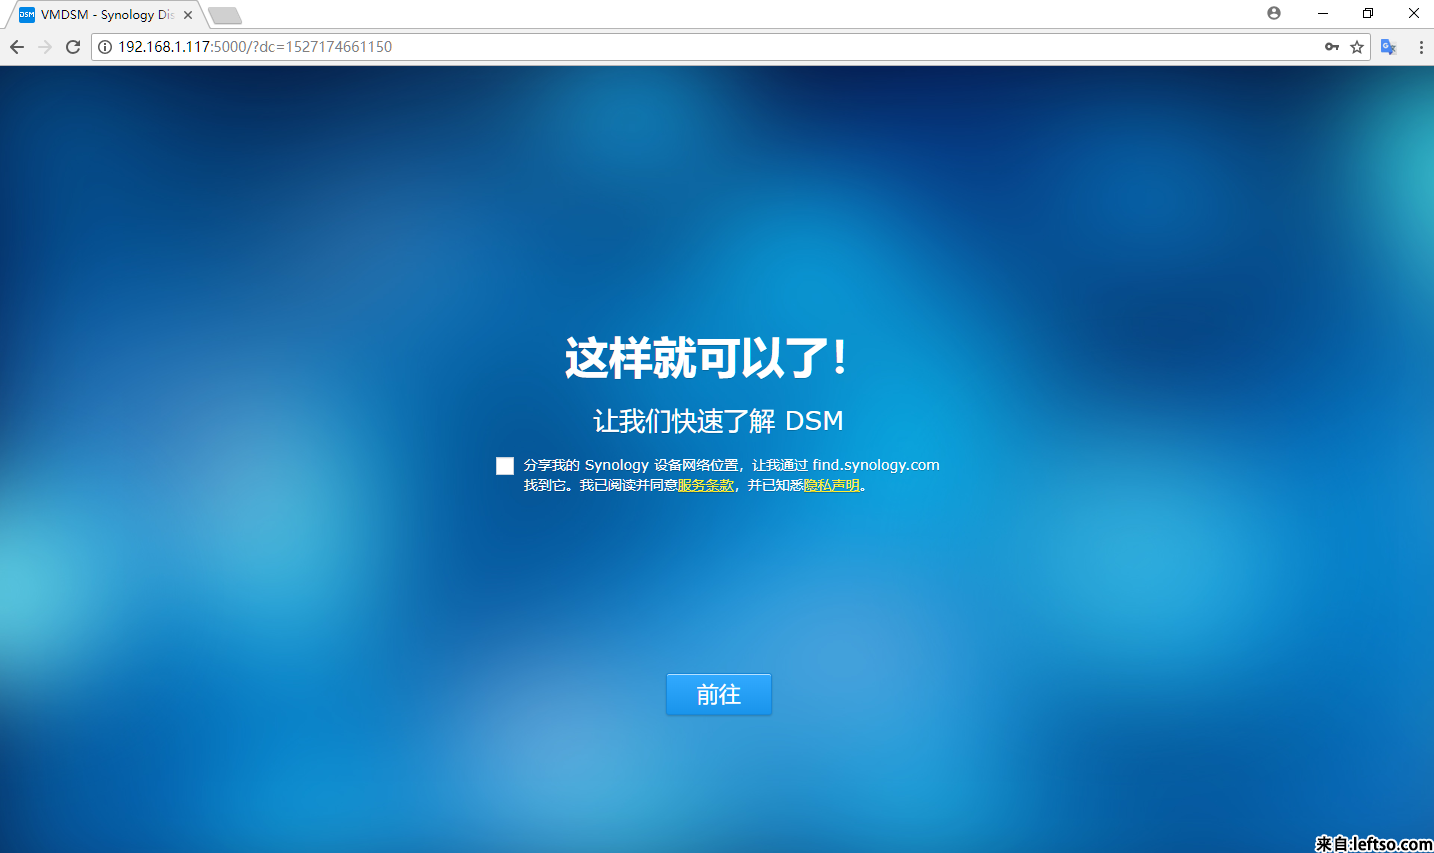 DSM VMDSM - Synology Dis
192.168.1.117:5000/?dc=1527174661150
这样就可以了！
让我们快速了解 DSM
分享我的 Synology 设备网络位置，让我通过 find.synology.com
找到它。我已阅读并同意服务条款，并已知悉隐私声明。
前往
来自:leftso.com